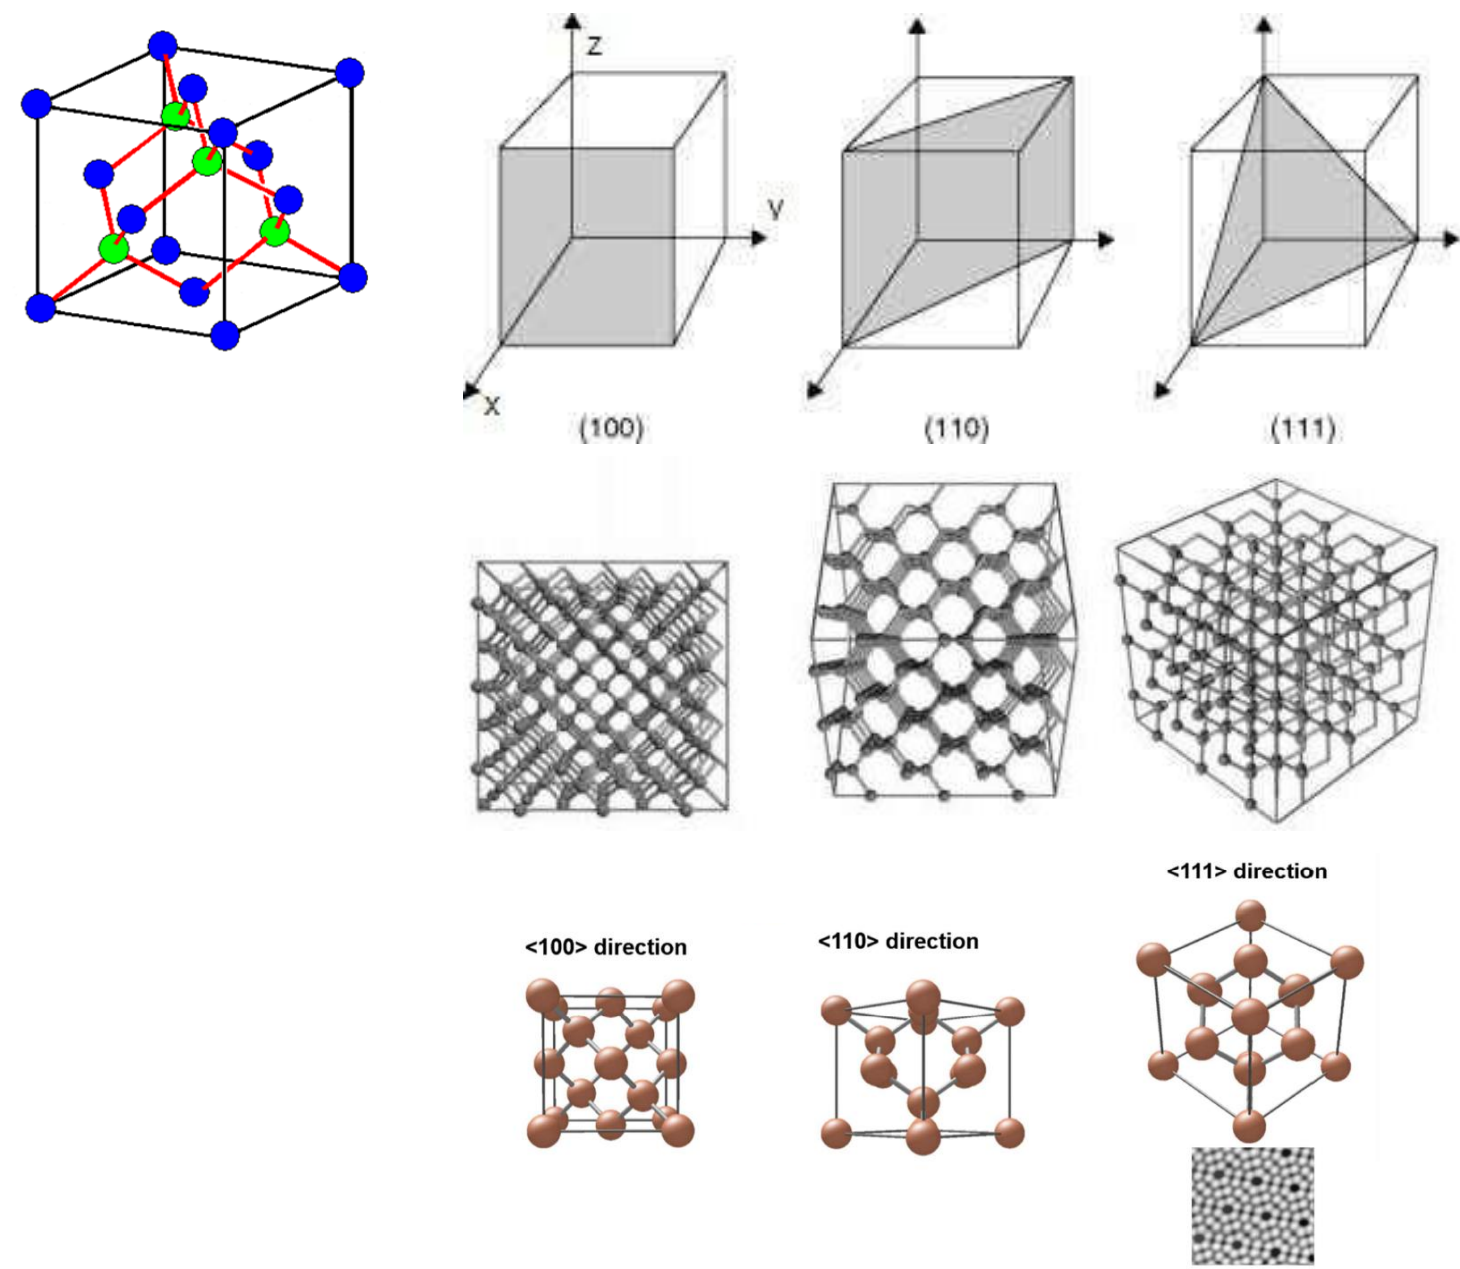 Z
y
X
(100)
(110)
(111)
<111> direction
<100> direction
<110> direction